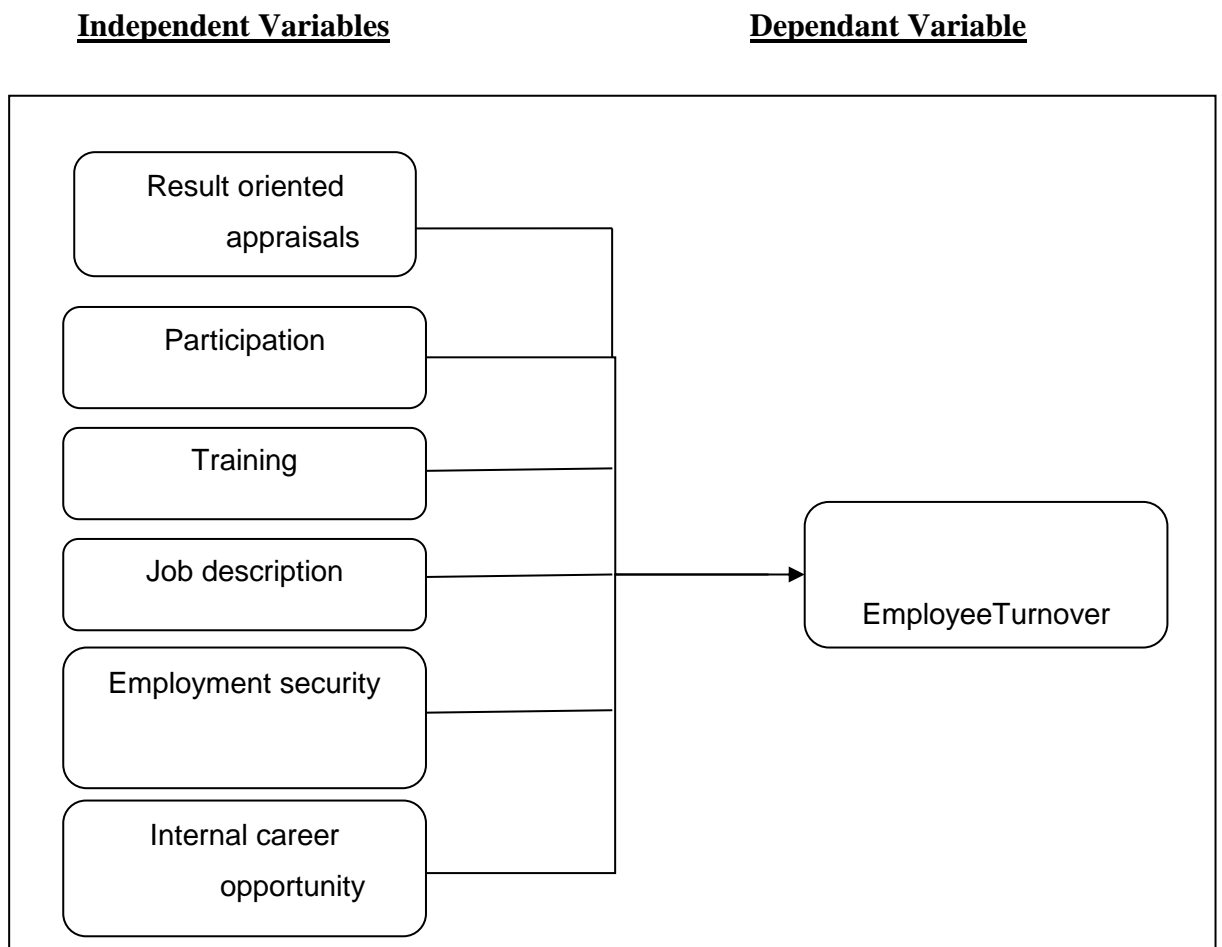 Independent Variables
Dependant Variable
Result oriented
appraisals
Participation
Training
Job description
Employment security
Internal career
opportunity
EmployeeTurnover